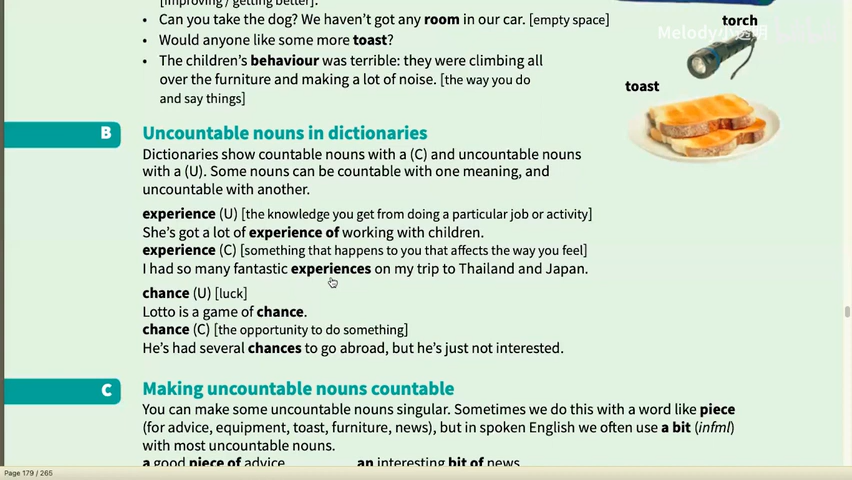 [improving / getting better].
• Can you take the dog? We haven't got any room in our car. [empty space]
• Would anyone like some more toast?
• The children's behaviour was terrible: they were climbing all
over the furniture and making a lot of noise. [the way you do
and say things]
Melody小透明
torch
toast
B
Uncountable nouns in dictionaries
Dictionaries show countable nouns with a (C) and uncountable nouns
with a (U). Some nouns can be countable with one meaning, and
uncountable with another.
experience (U) [the knowledge you get from doing a particular job or activity]
She's got a lot of experience of working with children.
experience (C) [something that happens to you that affects the way you feel]
I had so many fantastic experiences on my trip to Thailand and Japan.
chance (U) [luck]
Lotto is a game of chance.
chance (C) [the opportunity to do something]
He's had several chances to go abroad, but he's just not interested.
C
Making uncountable nouns countable
You can make some uncountable nouns singular. Sometimes we do this with a word like piece
(for advice, equipment, toast, furniture, news), but in spoken English we often use a bit (infml)
with most uncountable nouns.
a good piece of advice
an interesting bit of news
Page 179 / 265